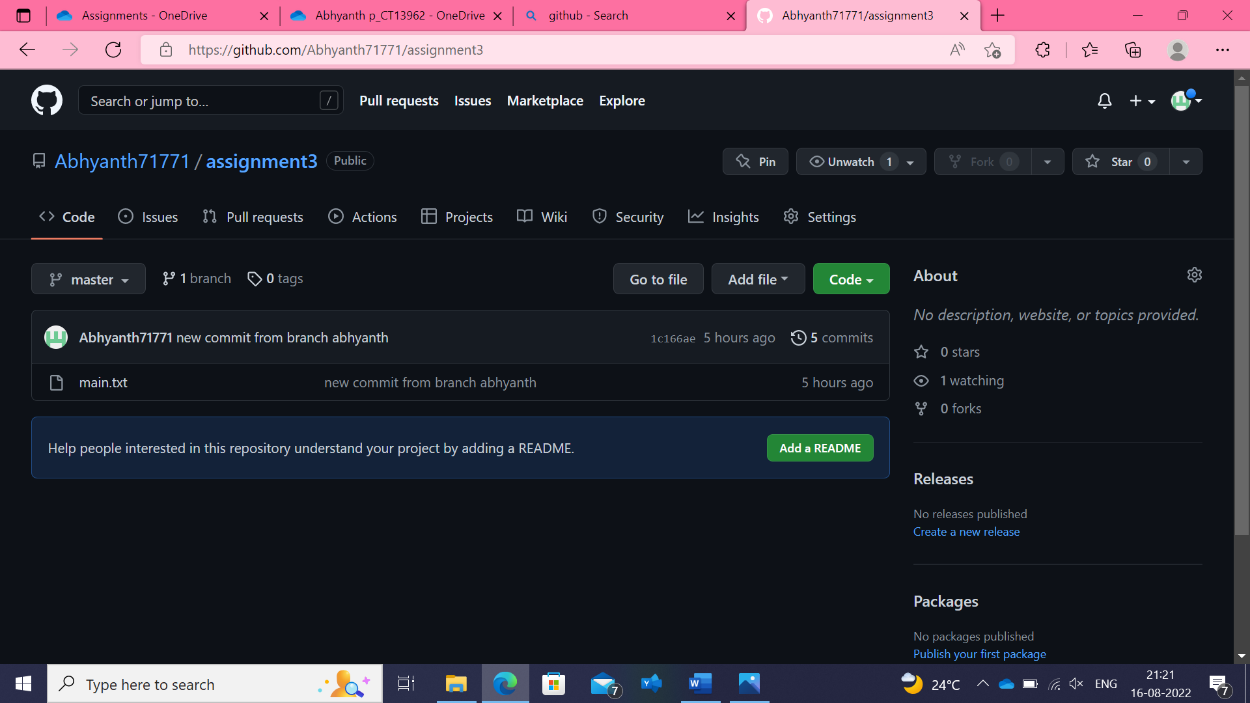 Assignments - OneDrive
Abhyanth p_CT13962 - OneDrive
github - Search
Abhyanth71771/assignment3
https://github.com/Abhyanth71771/assignment3
Search or jump to... /
Pull requests Issues Marketplace Explore
Abhyanth71771 / assignment3 Public
Pin Unwatch 1 Fork 0 Star 0
Code Issues Pull requests Actions Projects Wiki Security Insights Settings
master 1 branch 0 tags Go to file Add file Code
Abhyanth71771 new commit from branch abhyanth 1c166ae 5 hours ago 5 commits
main.txt new commit from branch abhyanth 5 hours ago
Help people interested in this repository understand your project by adding a README. Add a README
About
No description, website, or topics provided.
0 stars
1 watching
0 forks
Releases
No releases published
Create a new release
Packages
No packages published
Publish your first package
Type here to search
7
24°C
ENG
21:21
16-08-2022
7